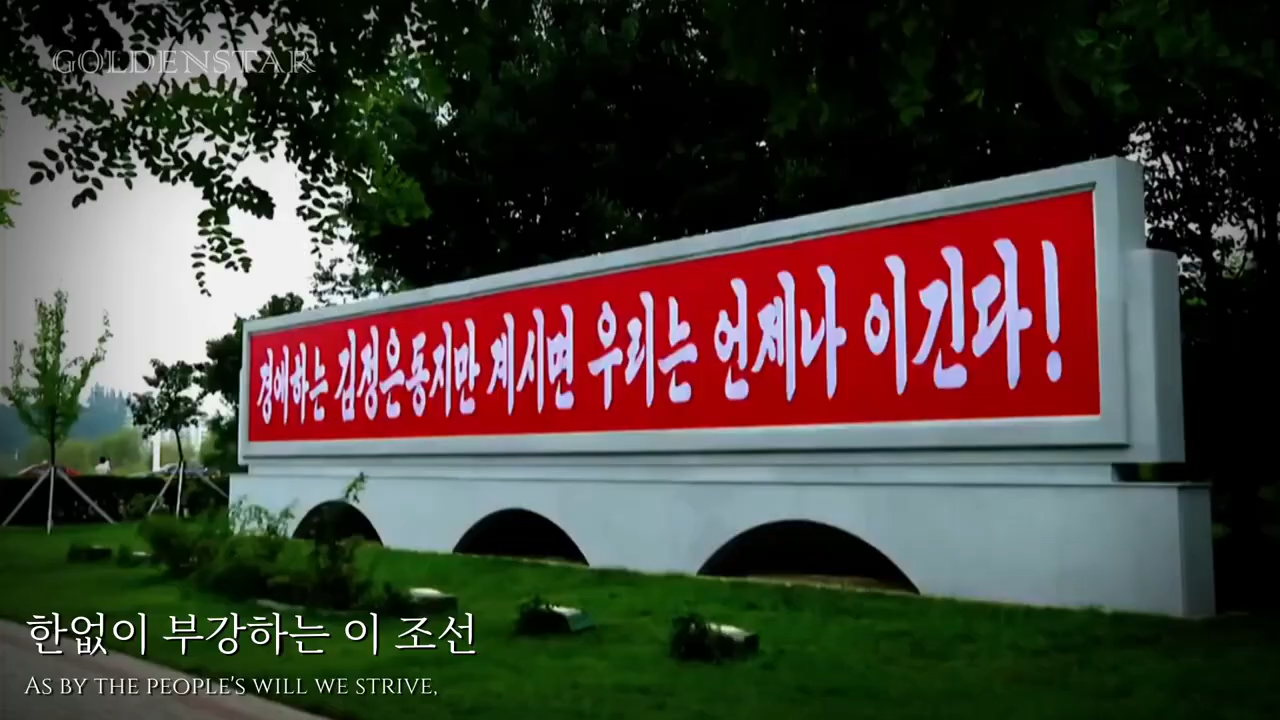 GOLDENSTAR
경애하는 김정은동지만 계시면 우리는 언제나 이긴다!
한없이 부강하는 이 조선
AS BY THE PEOPLE'S WILL WE STRIVE,